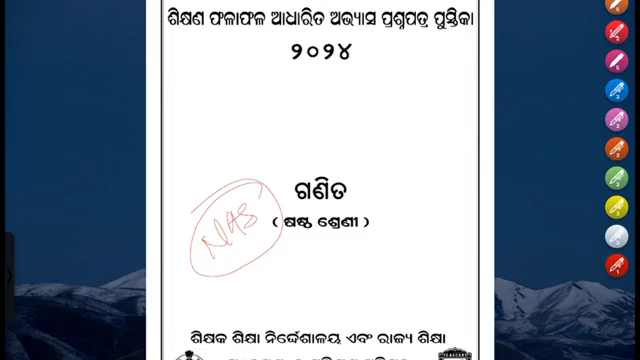 ଶିକ୍ଷଣ ଫଳାଫଳ ଆଧାରିତ ଅଭ୍ୟାସ ପ୍ରଶ୍ନପତ୍ର ପୁସ୍ତିକା
୨୦୨୪
ଗଣିତ
( ଷଷ୍ଠ ଶ୍ରେଣୀ )
NAS
ଶିକ୍ଷକ ଶିକ୍ଷା ନିର୍ଦ୍ଦେଶାଳୟ ଏବଂ ରାଜ୍ୟ ଶିକ୍ଷା